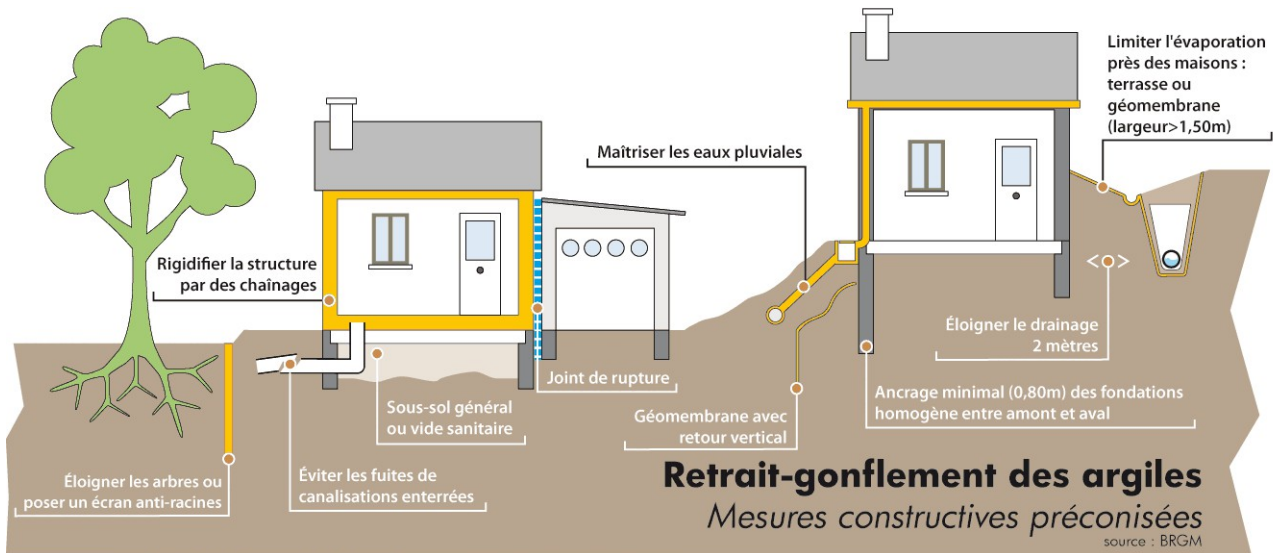 Limiter l'évaporation
près des maisons :
terrasse ou
géomembrane
(largeur>1,50m)
Maîtriser les eaux pluviales
Rigidifier la structure
par des chaînages
Éloigner le drainage
2 mètres
Joint de rupture
Ancrage minimal (0,80m) des fondations
homogène entre amont et aval
Sous-sol général
ou vide sanitaire
Géomembrane avec
retour vertical
Éloigner les arbres ou
poser un écran anti-racines
Éviter les fuites de
canalisations enterrées
Retrait-gonflement des argiles
Mesures constructives préconisées
source : BRGM